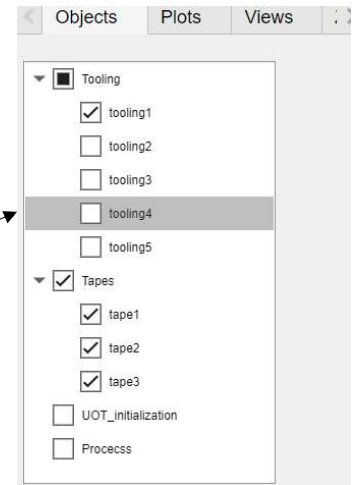 Objects Plots Views
Tooling
tooling1
tooling2
tooling3
tooling4
tooling5
Tapes
tape1
tape2
tape3
UOT_initialization
Procecss